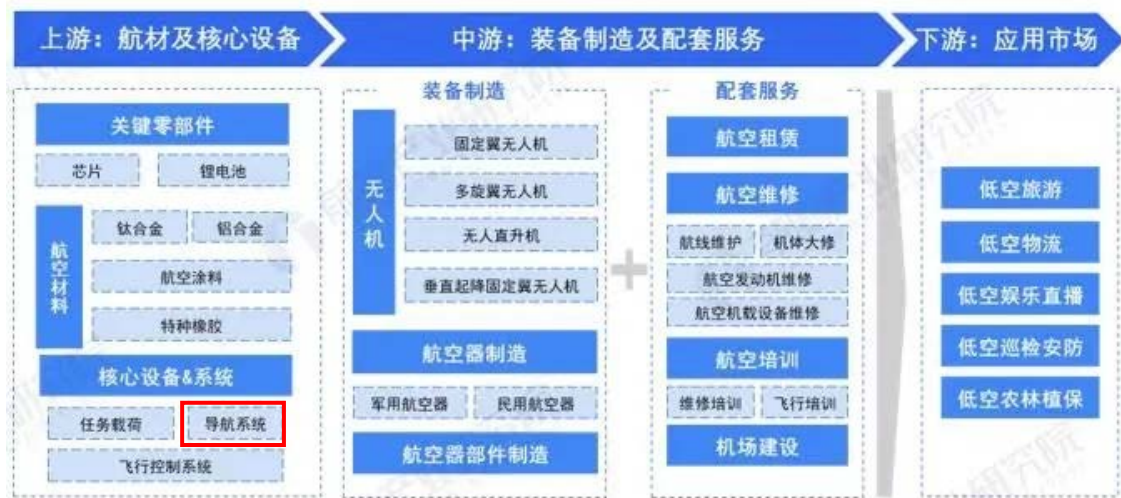 上游：航材及核心设备
中游：装备制造及配套服务
下游：应用市场
关键零部件
芯片
锂电池
航空材料
钛合金
铝合金
航空涂料
特种橡胶
核心设备&系统
任务载荷
导航系统
飞行控制系统
装备制造
无人机
固定翼无人机
多旋翼无人机
无人直升机
垂直起降固定翼无人机
航空器制造
军用航空器
民用航空器
航空器部件制造
+
配套服务
航空租赁
航空维修
航线维护
机体大修
航空发动机维修
航空机载设备维修
航空培训
维修培训
飞行培训
机场建设
低空旅游
低空物流
低空娱乐直播
低空巡检安防
低空农林植保